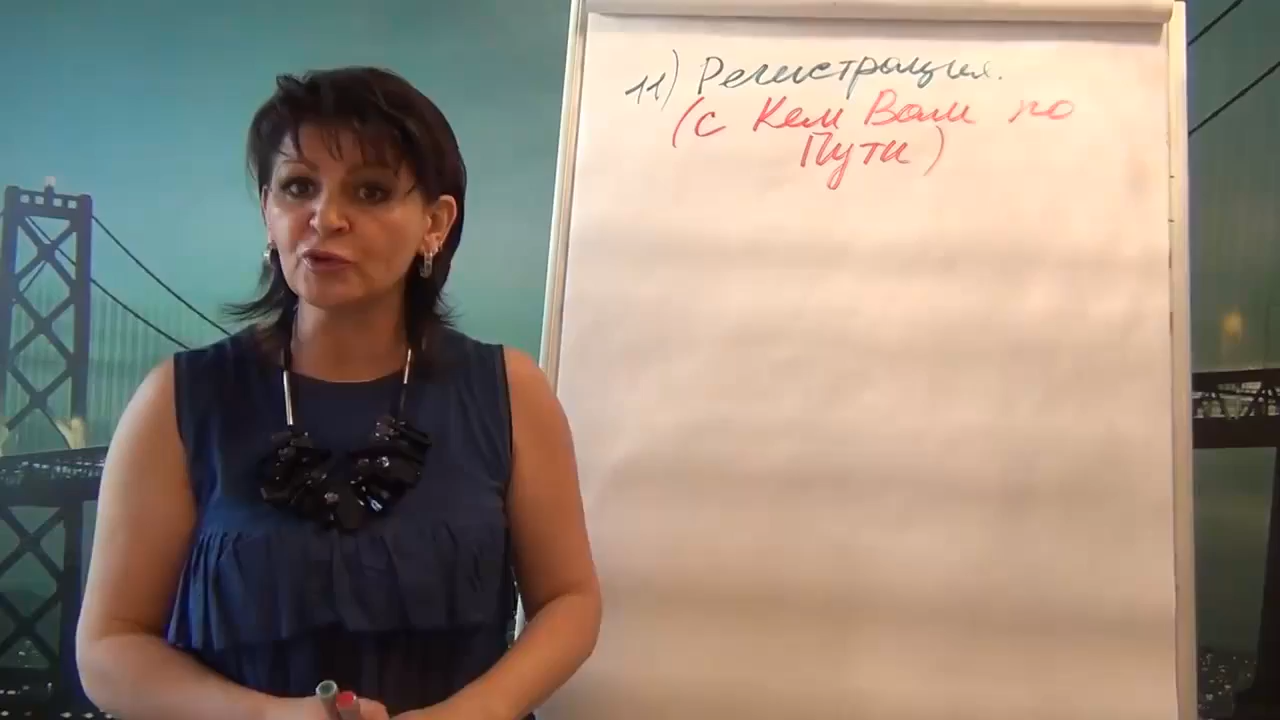 11) Регистрация.
(с Кем Вам по
Пути)